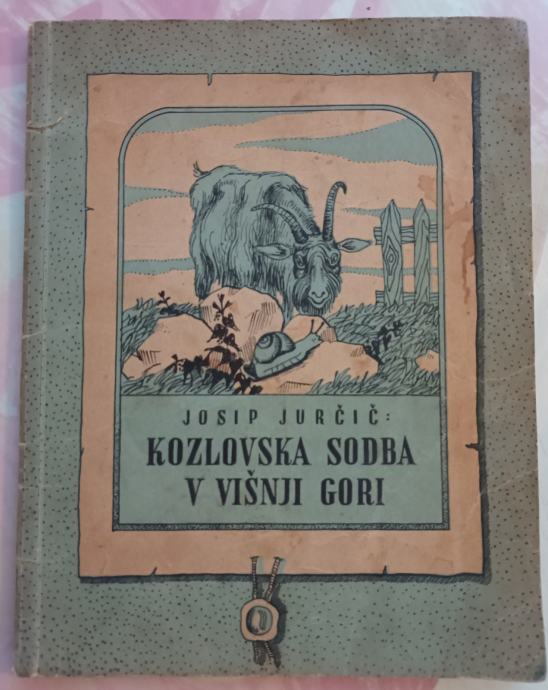 JOSIP JURČIČ:
KOZLOVSKA SODBA
V VIŠNJI GORI